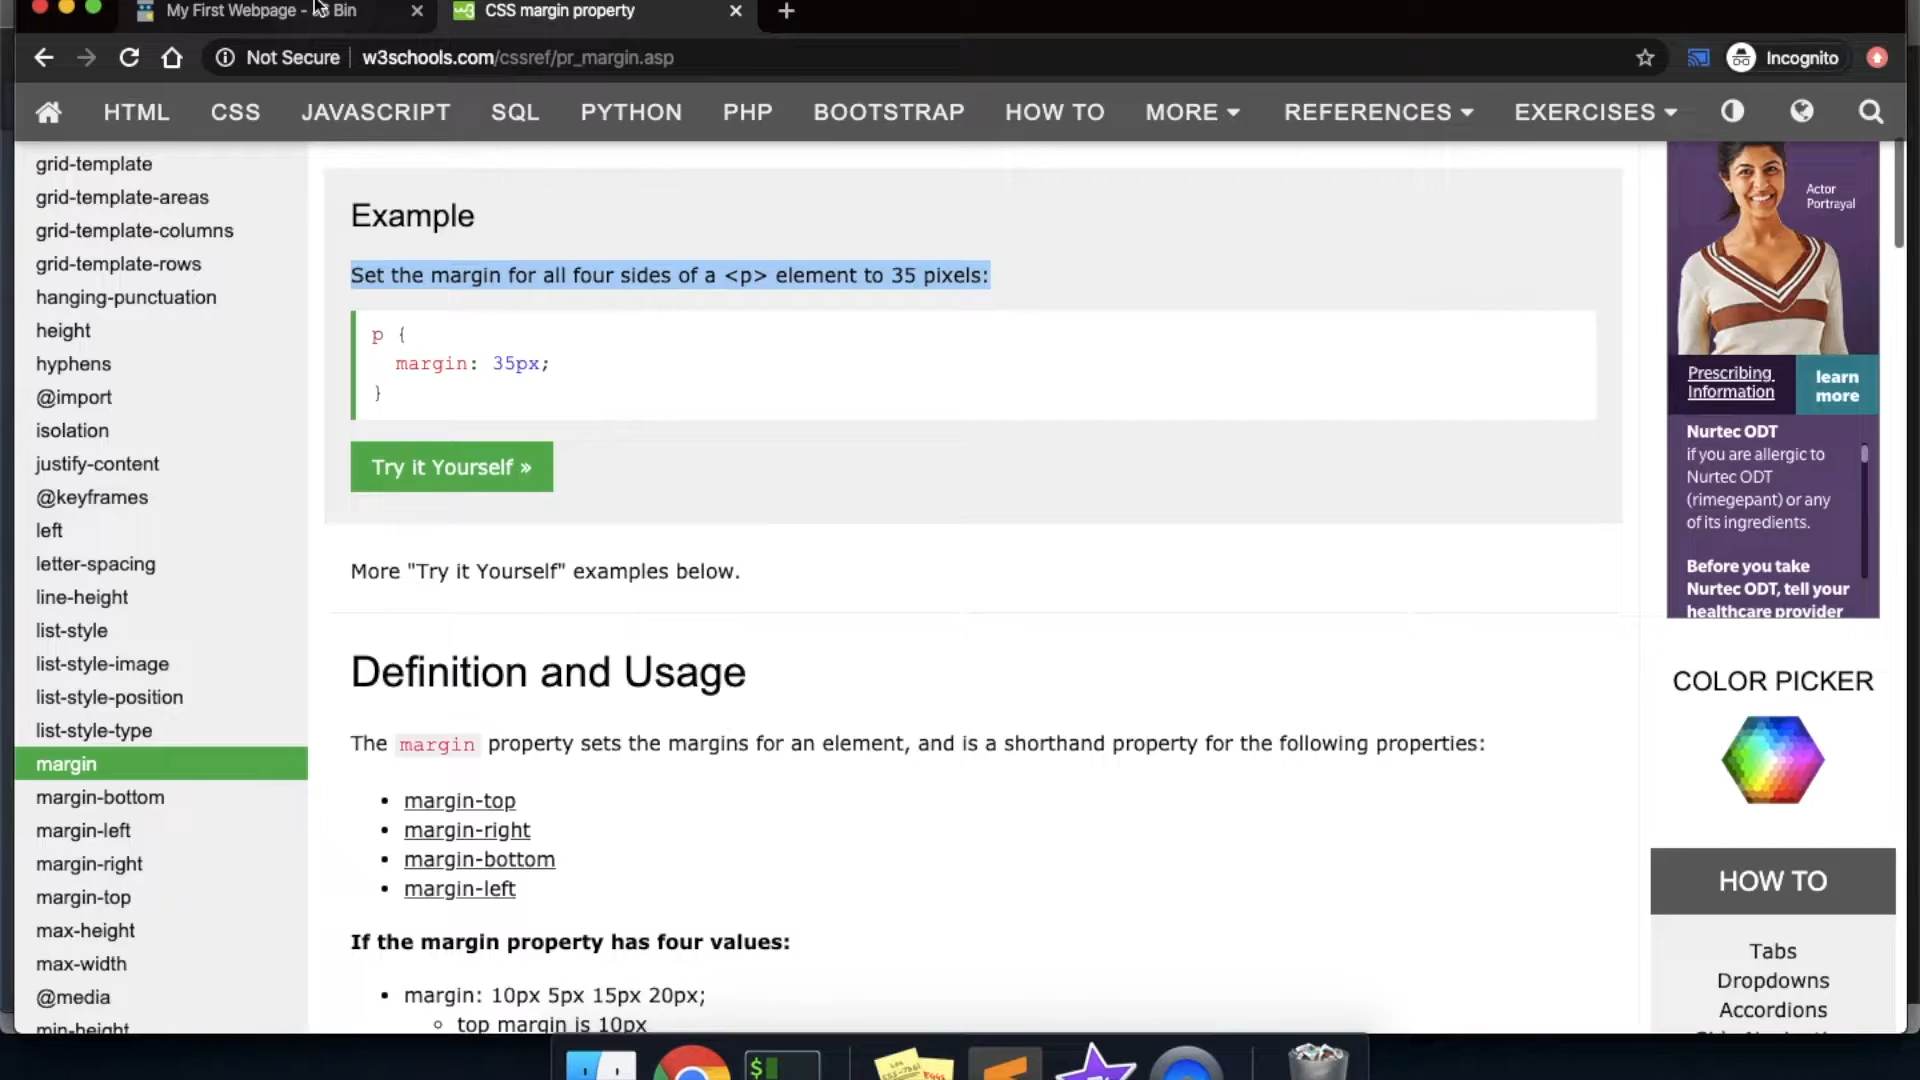 My First Webpage - JS Bin
CSS margin property
Not Secure
w3schools.com/cssref/pr_margin.asp
Incognito
HTML
CSS
JAVASCRIPT
SQL
PYTHON
PHP
BOOTSTRAP
HOW TO
MORE
REFERENCES
EXERCISES
grid-template
grid-template-areas
grid-template-columns
grid-template-rows
hanging-punctuation
height
hyphens
@import
isolation
justify-content
@keyframes
left
letter-spacing
line-height
list-style
list-style-image
list-style-position
list-style-type
margin
margin-bottom
margin-left
margin-right
margin-top
max-height
max-width
@media
min-height
Example
Set the margin for all four sides of a <p> element to 35 pixels:
p {
margin: 35px;
}
Try it Yourself »
More "Try it Yourself" examples below.
Definition and Usage
The margin property sets the margins for an element, and is a shorthand property for the following properties:
• margin-top
• margin-right
• margin-bottom
• margin-left
If the margin property has four values:
• margin: 10px 5px 15px 20px;
top margin is 10px
Actor
Portrayal
Prescribing
Information
learn
more
Nurtec ODT
if you are allergic to
Nurtec ODT
(rimegepant) or any
of its ingredients.
Before you take
Nurtec ODT, tell your
healthcare provider
COLOR PICKER
HOW TO
Tabs
Dropdowns
Accordions
$